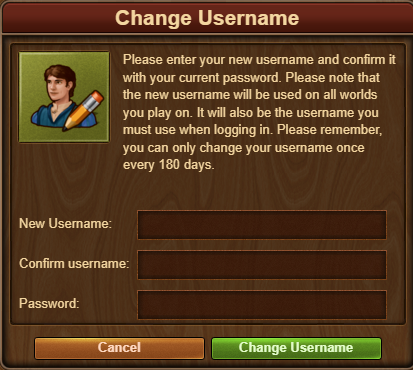 Change Username
Please enter your new username and confirm it
with your current password. Please note that
the new username will be used on all worlds
you play on. It will also be the username you
must use when logging in. Please remember,
you can only change your username once
every 180 days.
New Username:
Confirm username:
Password:
Cancel
Change Username